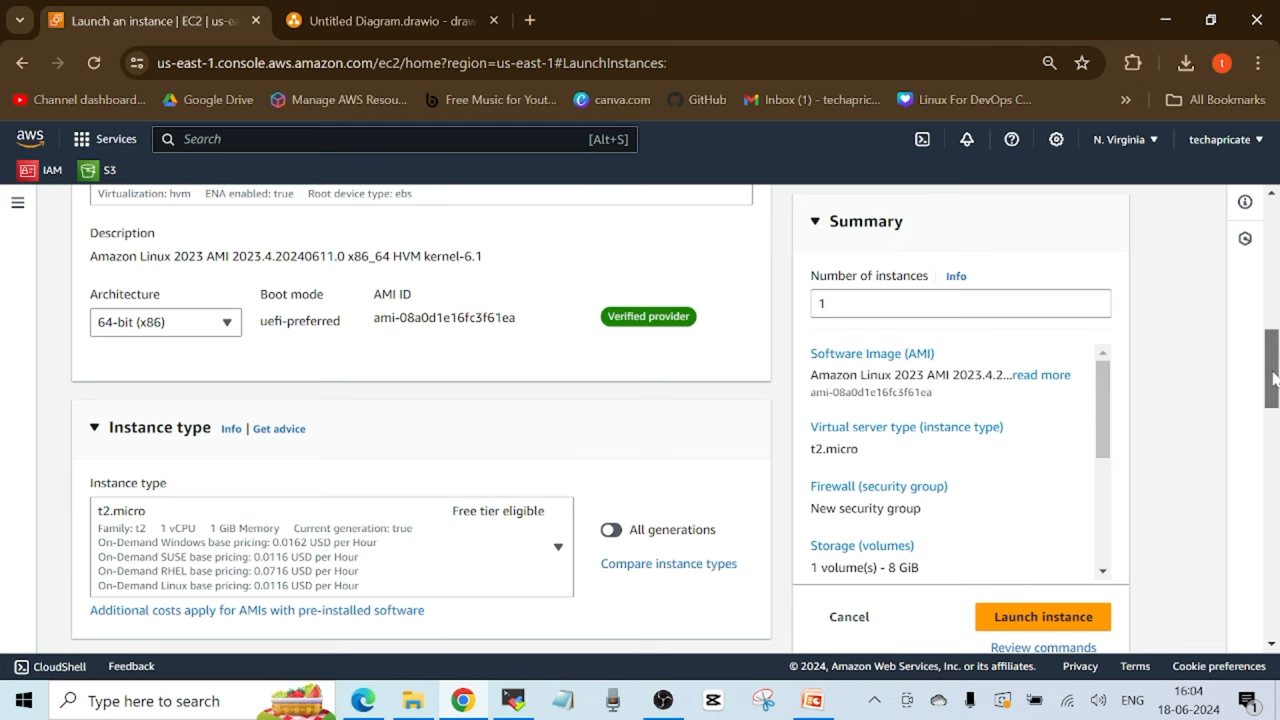 Launch an instance | EC2 | us-ea
Untitled Diagram.drawio - draw
us-east-1.console.aws.amazon.com/ec2/home?region=us-east-1#LaunchInstances:
Channel dashboard...
Google Drive
Manage AWS Resou...
Free Music for Yout...
canva.com
GitHub
Inbox (1) - techapric...
Linux For DevOps C...
»
All Bookmarks
aws
Services
Search
[Alt+S]
N. Virginia
techapricate
IAM
S3
Virtualization: hvm ENA enabled: true Root device type: ebs
Description
Amazon Linux 2023 AMI 2023.4.20240611.0 x86_64 HVM kernel-6.1
Architecture
Boot mode
AMI ID
64-bit (x86)
uefi-preferred
ami-08a0d1e16fc3f61ea
Verified provider
Instance type
Info | Get advice
Instance type
t2.micro
Free tier eligible
Family: t2 1 vCPU 1 GiB Memory Current generation: true
On-Demand Windows base pricing: 0.0162 USD per Hour
On-Demand SUSE base pricing: 0.0116 USD per Hour
On-Demand RHEL base pricing: 0.0716 USD per Hour
On-Demand Linux base pricing: 0.0116 USD per Hour
All generations
Compare instance types
Additional costs apply for AMIs with pre-installed software
Summary
Number of instances
Info
1
Software Image (AMI)
Amazon Linux 2023 AMI 2023.4.2...read more
ami-08a0d1e16fc3f61ea
Virtual server type (instance type)
t2.micro
Firewall (security group)
New security group
Storage (volumes)
1 volume(s) - 8 GiB
Cancel
Launch instance
Review commands
CloudShell
Feedback
© 2024, Amazon Web Services, Inc. or its affiliates.
Privacy
Terms
Cookie preferences
Type here to search
ENG
16:04
18-06-2024
1